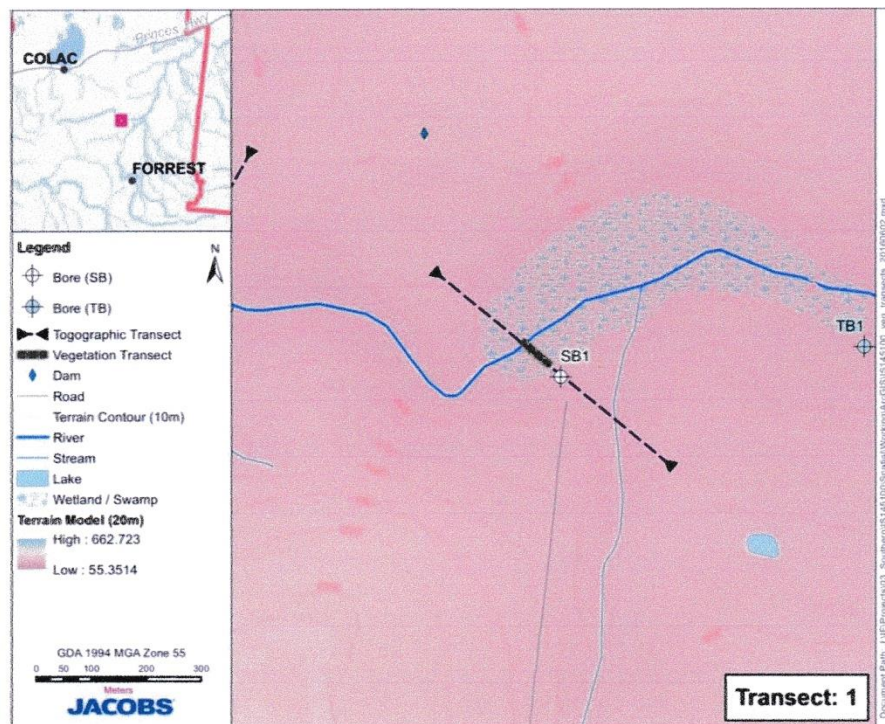 Princes Hwy
COLAC
FORREST
Legend
N
Bore (SB)
Bore (TB)
Togographic Transect
Vegetation Transect
Dam
Road
Terrain Contour (10m)
River
Stream
Lake
Wetland / Swamp
Terrain Model (20m)
High : 662.723
Low : 55.3514
GDA 1994 MGA Zone 55
0 50 100 200 300
Meters
JACOBS
SB1
TB1
Transect: 1